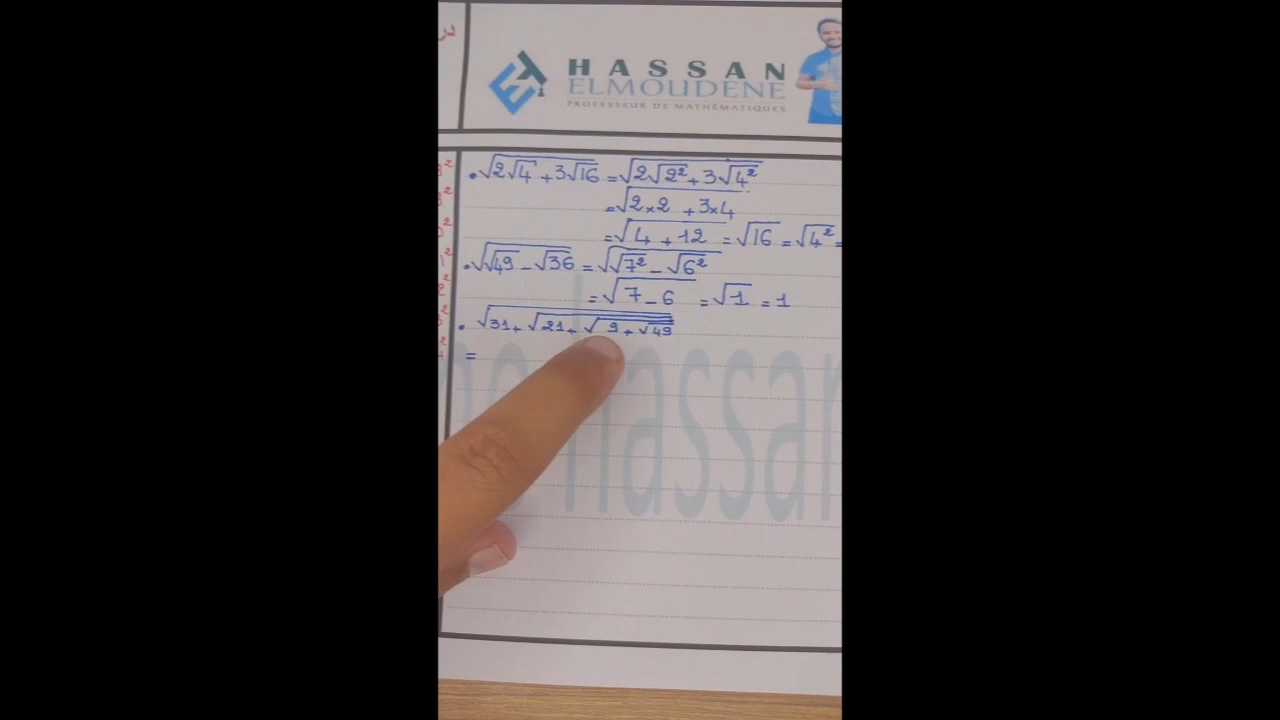 HASSAN
ELMOUDENE
PROFESSEUR DE MATHÉMATIQUES
• √(2√4 + 3√16) = √(2√2² + 3√4²)
= √(2×2 + 3×4)
= √(4 + 12) = √16 = √4² =
• √(√49 - √36) = √(√7² - √6²)
= √(7 - 6) = √1 = 1
• √(31 + √(21 + √(9 + √49)))
=
hassan